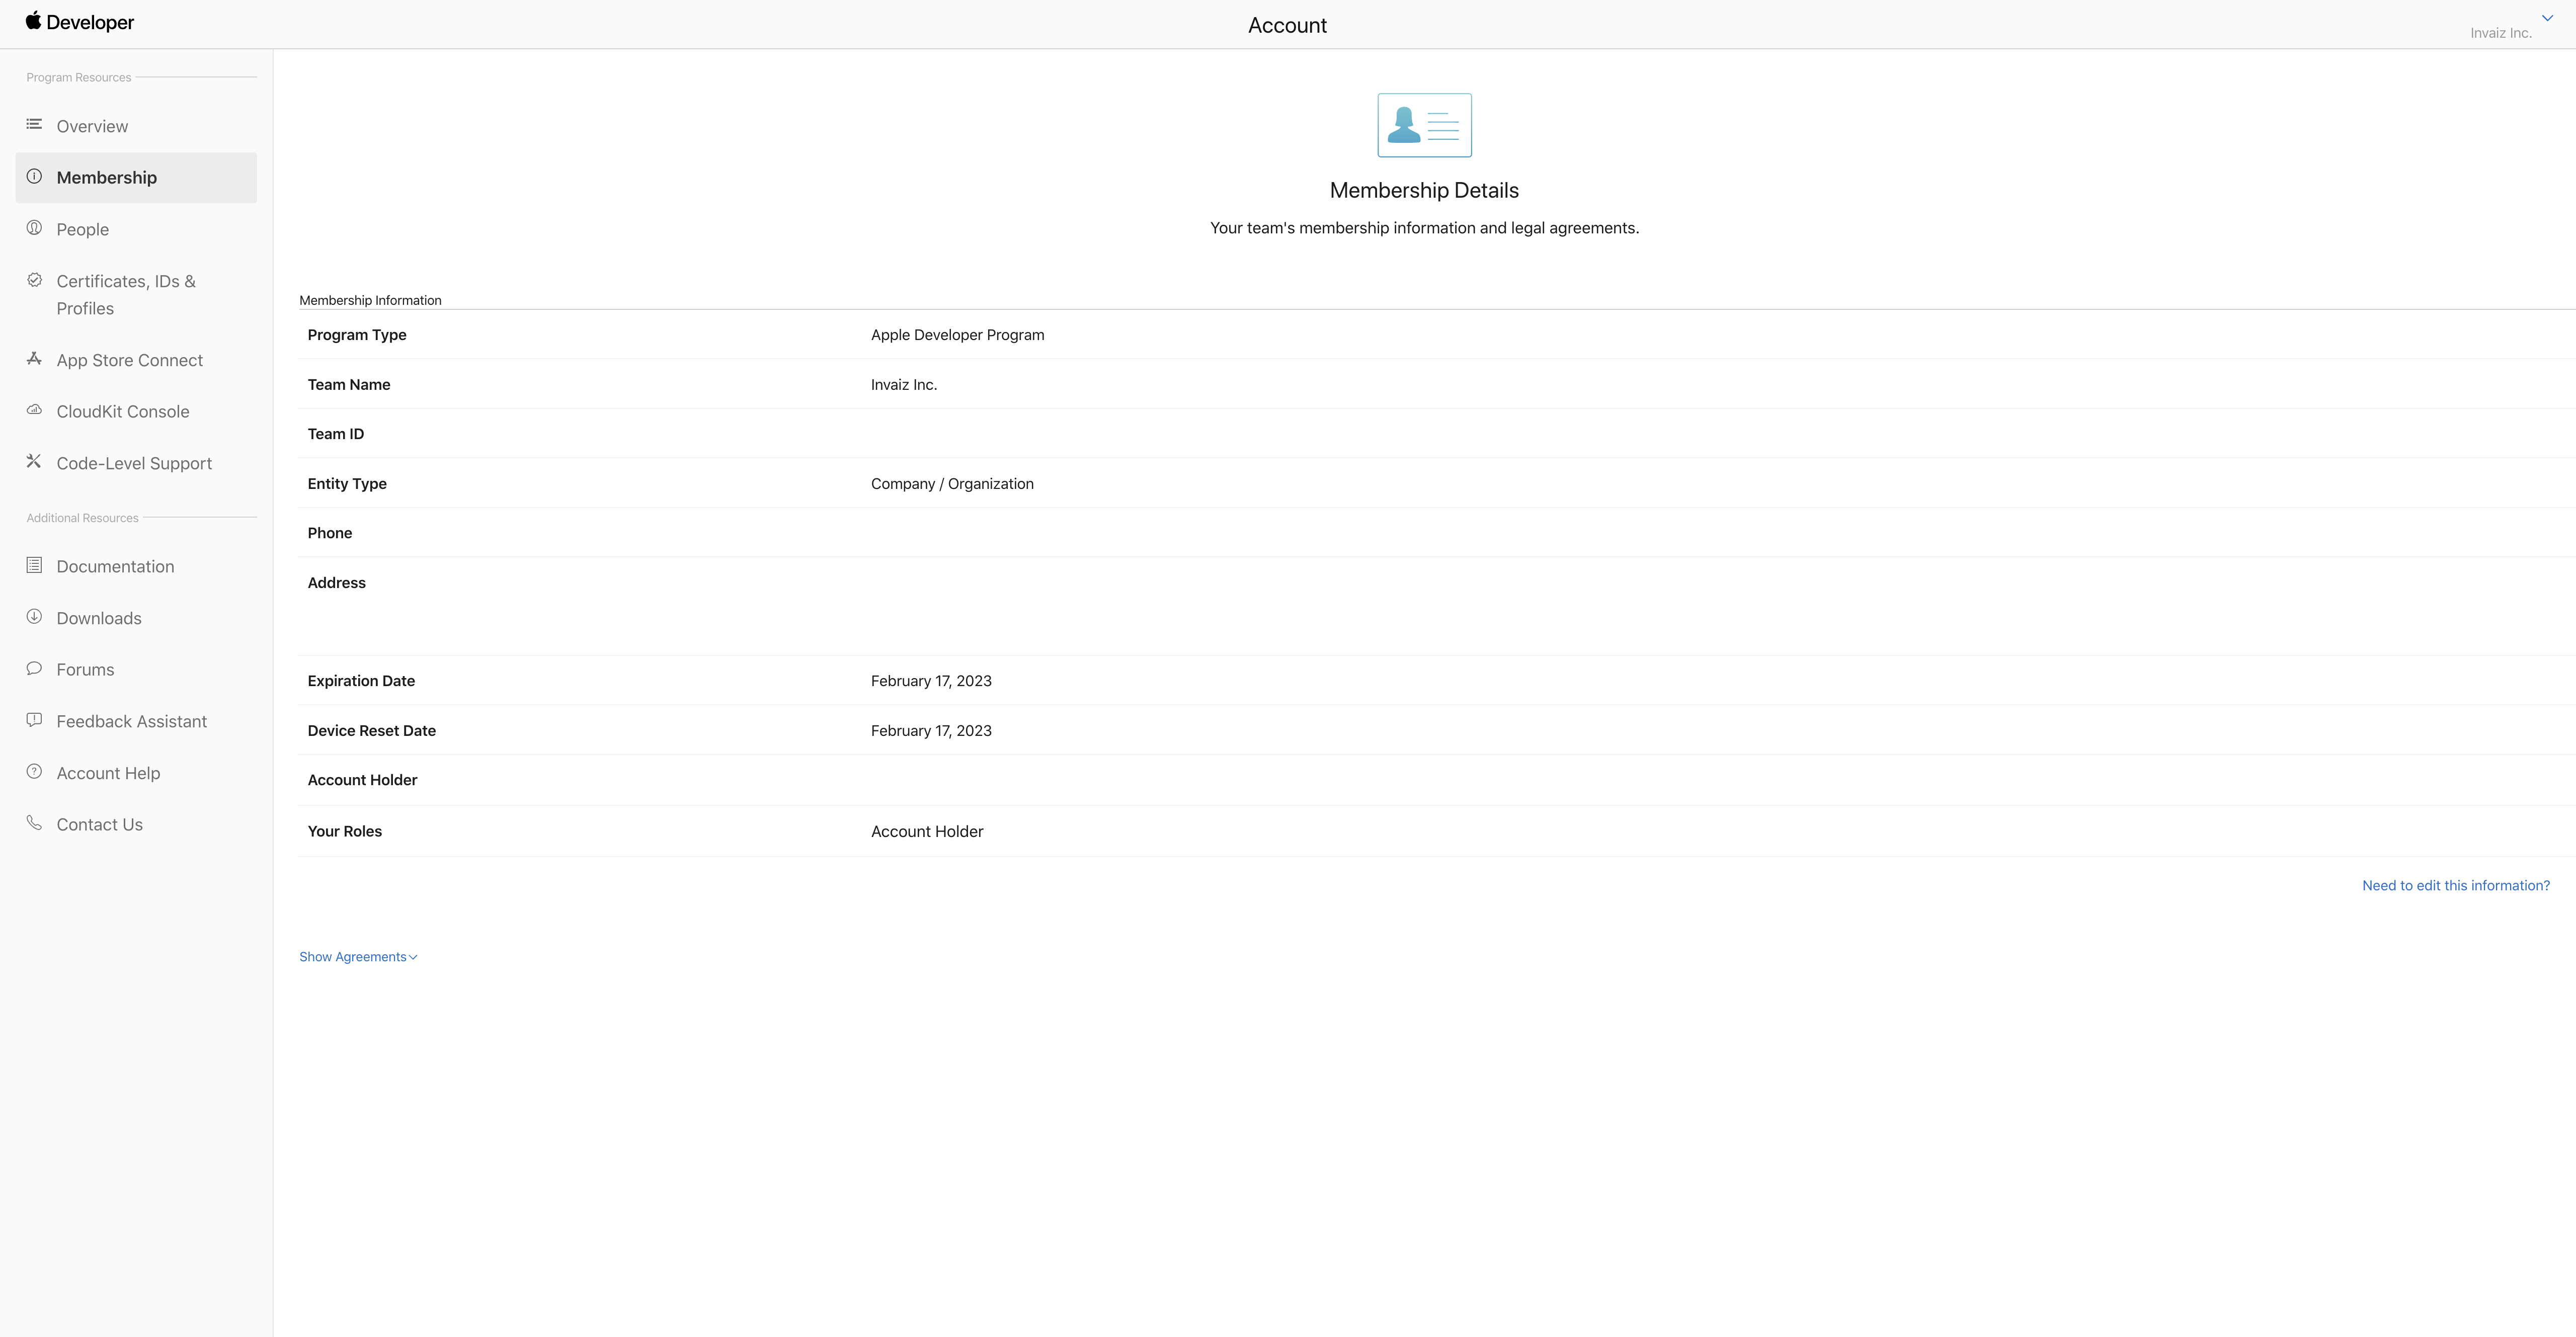 Developer
Account
Invaiz Inc.
Program Resources
Overview
Membership
People
Certificates, IDs &
Profiles
App Store Connect
CloudKit Console
Code-Level Support
Additional Resources
Documentation
Downloads
Forums
Feedback Assistant
Account Help
Contact Us
Membership Details
Your team's membership information and legal agreements.
Membership Information
Program Type Apple Developer Program
Team Name Invaiz Inc.
Team ID
Entity Type Company / Organization
Phone
Address
Expiration Date February 17, 2023
Device Reset Date February 17, 2023
Account Holder
Your Roles Account Holder
Need to edit this information?
Show Agreements